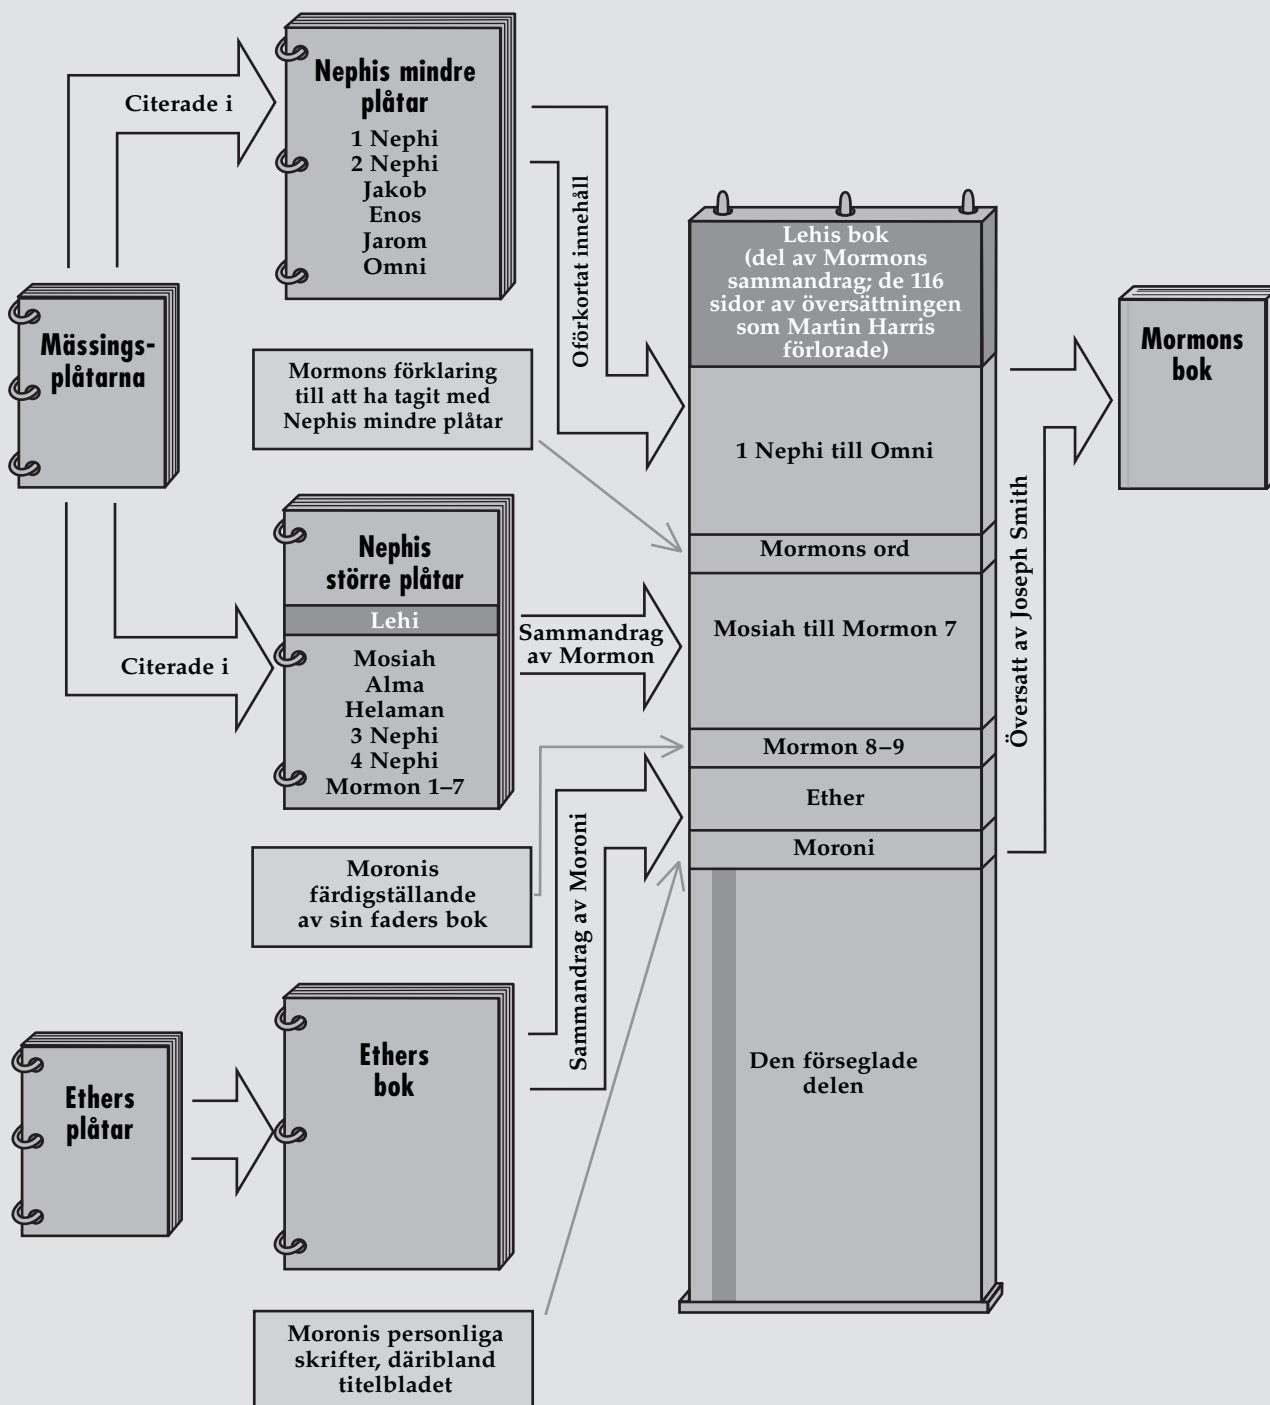 Citerade i
Nephis mindre
plåtar
1 Nephi
2 Nephi
Jakob
Enos
Jarom
Omni
Oförkortat innehåll
Mässings-
plåtarna
Mormons förklaring
till att ha tagit med
Nephis mindre plåtar
Citerade i
Nephis
större plåtar
Lehi
Mosiah
Alma
Helaman
3 Nephi
4 Nephi
Mormon 1–7
Sammandrag
av Mormon
Moronis
färdigställande
av sin faders bok
Sammandrag av Moroni
Ethers
plåtar
Ethers
bok
Moronis personliga
skrifter, däribland
titelbladet
Lehis bok
(del av Mormons
sammandrag; de 116
sidor av översättningen
som Martin Harris
förlorade)
1 Nephi till Omni
Mormons ord
Mosiah till Mormon 7
Mormon 8–9
Ether
Moroni
Den förseglade
delen
Översatt av Joseph Smith
Mormons
bok